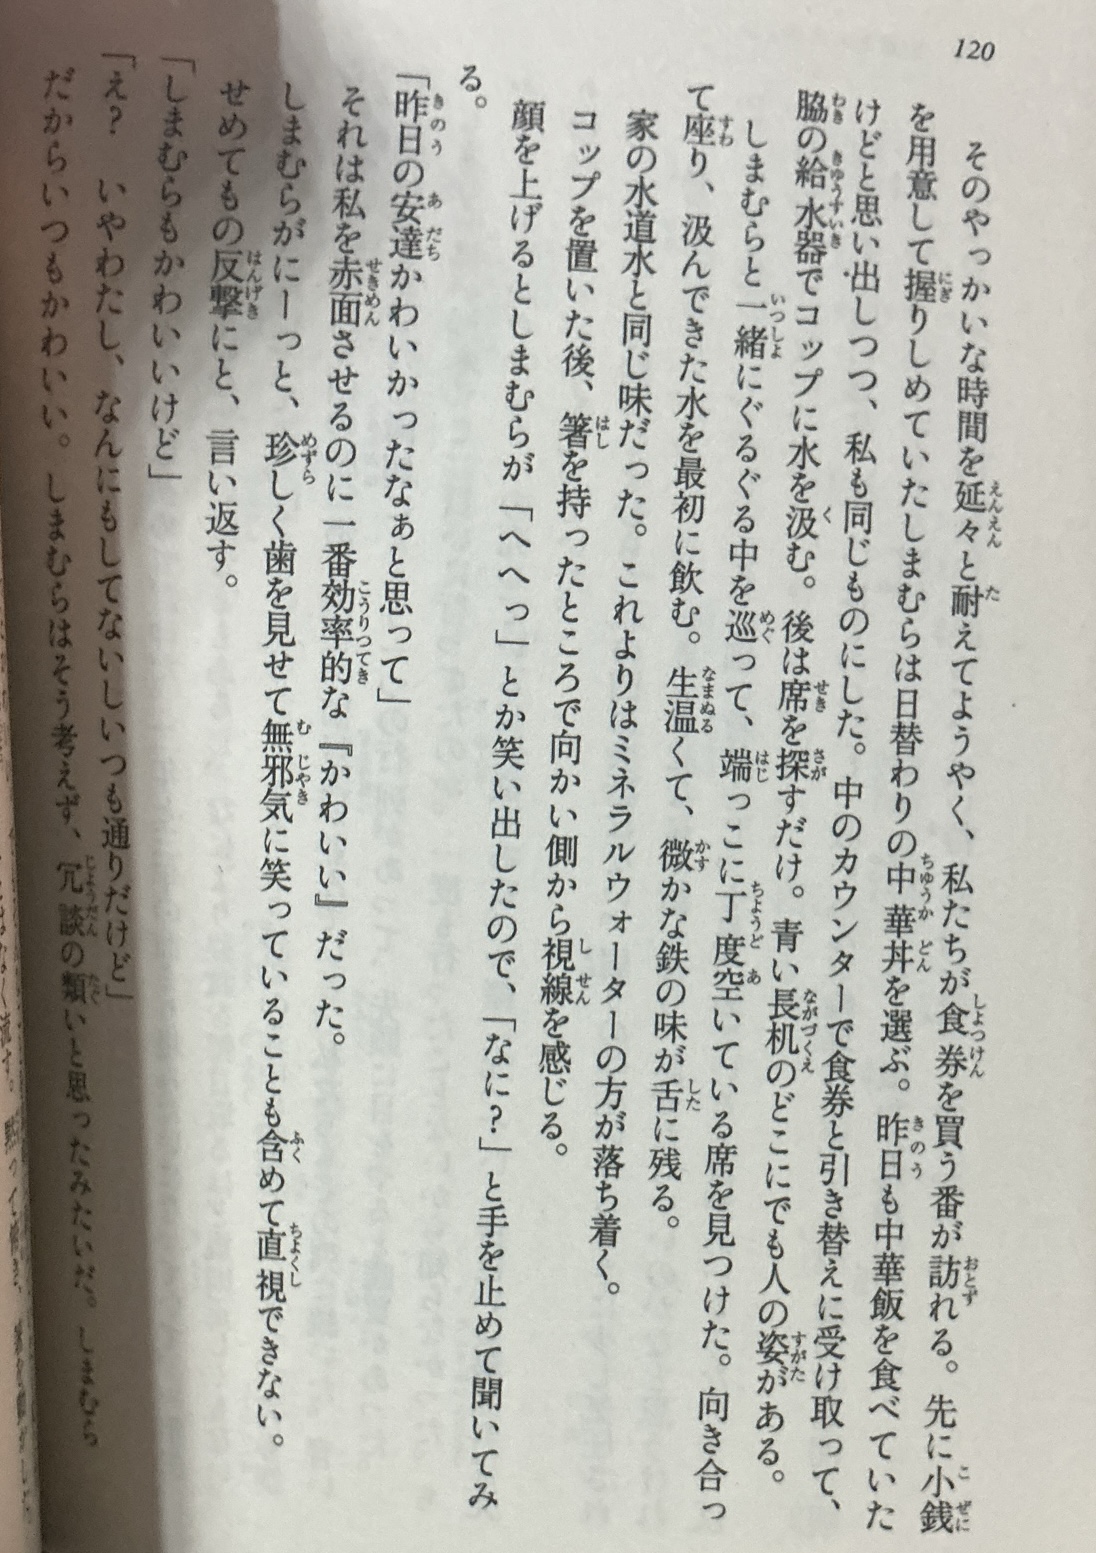 120
そのやっかいな時間を延々と耐えてようやく、私たちが食券を買う番が訪れる。先に小銭
を用意して握りしめていたしまむらは日替わりの中華丼を選ぶ。昨日も中華飯を食べていた
けどと思い出しつつ、私も同じものにした。中のカウンターで食券と引き替えに受け取って、
脇の給水器でコップに水を汲む。後は席を探すだけ。青い長机のどこにでも人の姿がある。
しまむらと一緒にぐるぐる中を巡って、端っこに丁度空いている席を見つけた。向き合っ
て座り、汲んできた水を最初に飲む。生温くて、微かな鉄の味が舌に残る。
家の水道水と同じ味だった。これよりはミネラルウォーターの方が落ち着く。
コップを置いた後、箸を持ったところで向かい側から視線を感じる。
顔を上げるとしまむらが「へへっ」とか笑い出したので、「なに?」と手を止めて聞いてみ
る。
「昨日の安達かわいかったなぁと思って」
それは私を赤面させるのに一番効率的な『かわいい』だった。
しまむらがにーっと、珍しく歯を見せて無邪気に笑っていることも含めて直視できない。
せめてもの反撃にと、言い返す。
「しまむらもかわいいけど」
「え? いやわたし、なんにもしてないしいつも通りだけど」
だからいつもかわいい。しまむらはそう考えず、冗談の類いと思ったみたいだ。しまむら